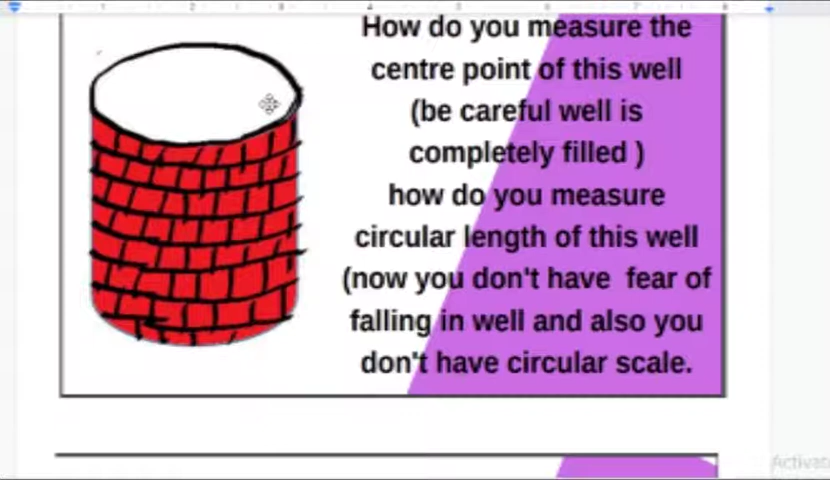 How do you measure the
centre point of this well
(be careful well is
completely filled )
how do you measure
circular length of this well
(now you don't have  fear of
falling in well and also you
don't have circular scale.